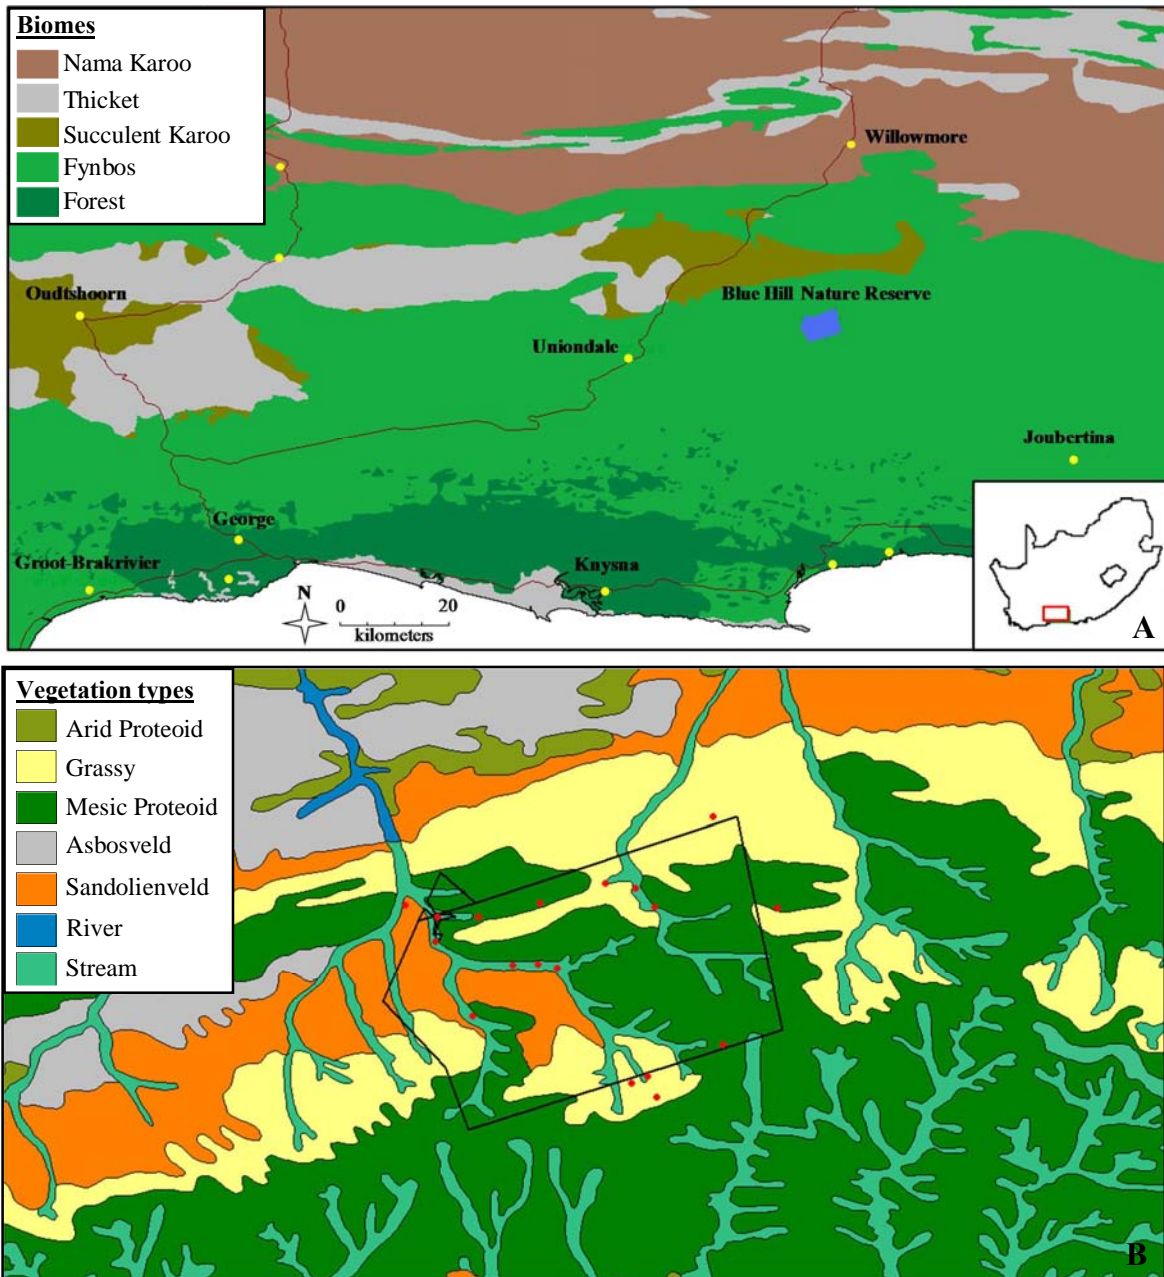 Biomes
Nama Karoo
Thicket
Succulent Karoo
Fynbos
Forest
Willowmore
Oudtshoorn
Blue Hill Nature Reserve
Uniondale
Joubertina
George
Groot-Brakrivier
Knysna
N
0 20
kilometers
A
Vegetation types
Arid Proteoid
Grassy
Mesic Proteoid
Asbosveld
Sandolienveld
River
Stream
B